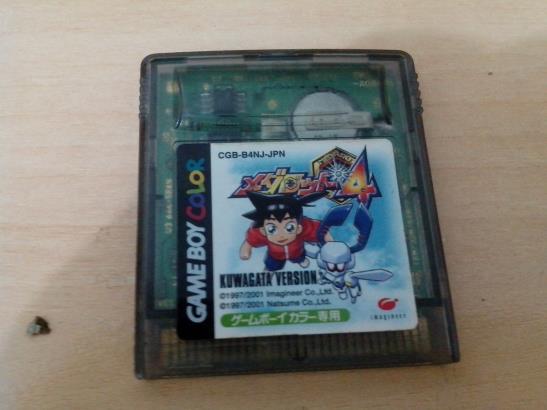 CGB-B4NJ-JPN
メダロット4
GAME BOY COLOR
KUWAGATA VERSION
©1997/2001 Imagineer Co.,Ltd.
©1997/2001 Natsume Co.,Ltd.
imagineer
ゲームボーイカラー専用